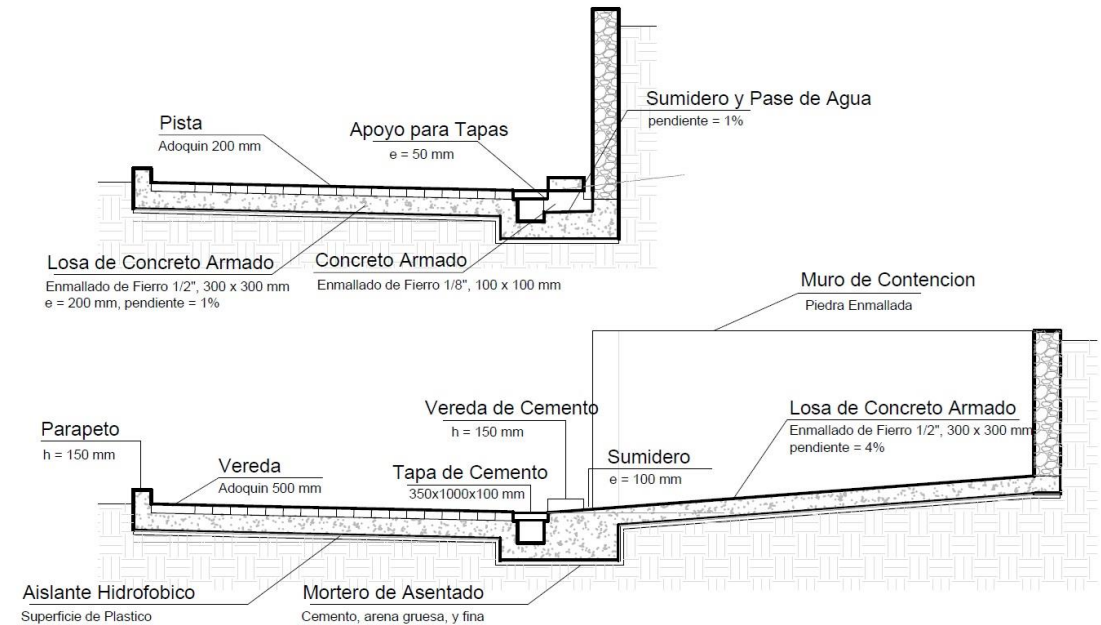 Sumidero y Pase de Agua
pendiente = 1%
Pista
Adoquin 200 mm
Apoyo para Tapas
e = 50 mm
Losa de Concreto Armado
Enmallado de Fierro 1/2", 300 x 300 mm
e = 200 mm, pendiente = 1%
Concreto Armado
Enmallado de Fierro 1/8", 100 x 100 mm
Muro de Contencion
Piedra Enmallada
Parapeto
h = 150 mm
Vereda
Adoquin 500 mm
Vereda de Cemento
h = 150 mm
Tapa de Cemento
350x1000x100 mm
Sumidero
e = 100 mm
Losa de Concreto Armado
Enmallado de Fierro 1/2", 300 x 300 mm
pendiente = 4%
Aislante Hidrofobico
Superficie de Plastico
Mortero de Asentado
Cemento, arena gruesa, y fina